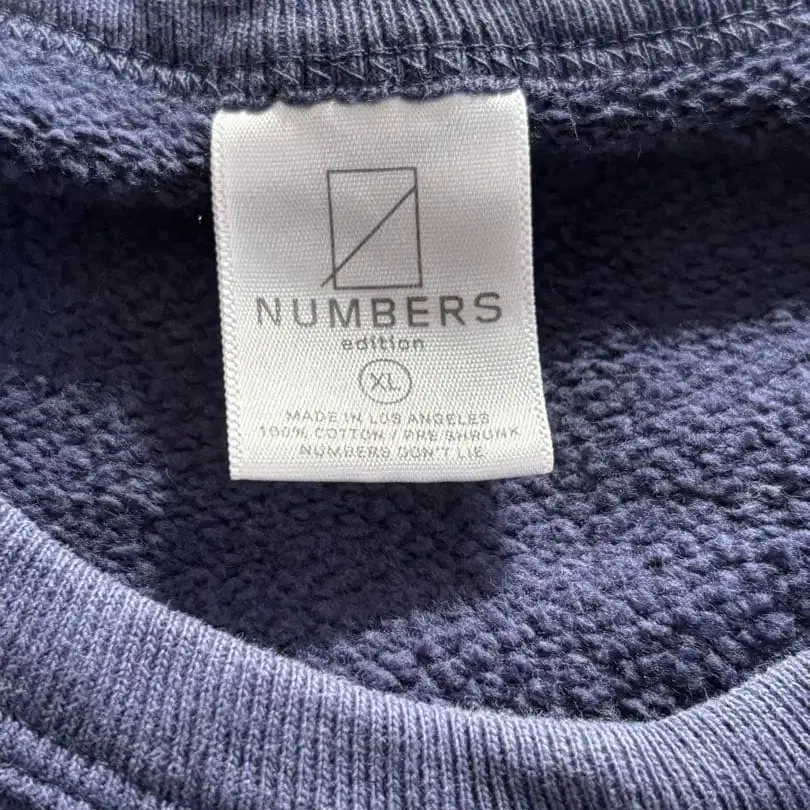 NUMBERS
edition
XL
MADE IN LOS ANGELES
100% COTTON / PRE SHRUNK
NUMBERS DON'T LIE